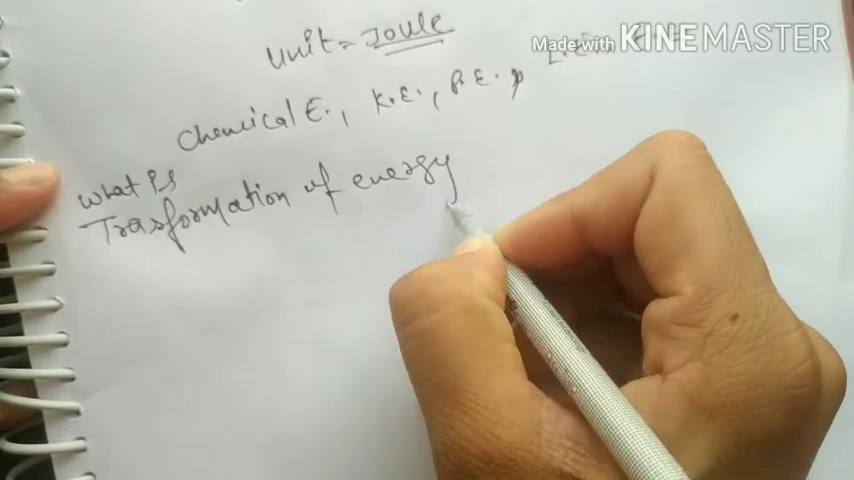 Unit = Joule
Made with KINEMASTER
Chemical E., K.E., P.E.,
what is
Trasformation of energy